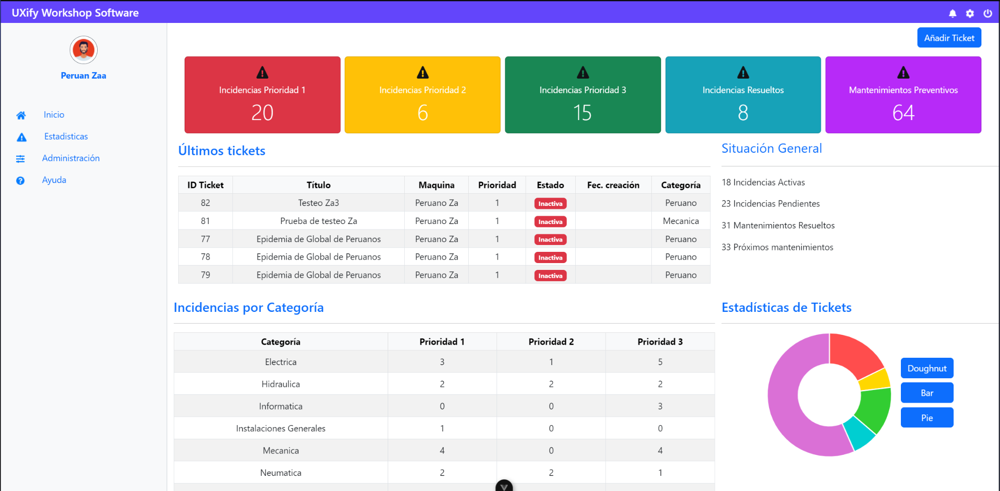 UXify Workshop Software
Peruan Zaa
Inicio
Estadisticas
Administración
Ayuda
Añadir Ticket
Incidencias Prioridad 1
20
Incidencias Prioridad 2
6
Incidencias Prioridad 3
15
Incidencias Resueltos
8
Mantenimientos Preventivos
64
Últimos tickets
ID Ticket Título Maquina Prioridad Estado Fec. creación Categoría
82 Testeo Za3 Peruano Za 1 Inactiva Peruano
81 Prueba de testeo Za Peruano Za 1 Inactiva Mecanica
77 Epidemia de Global de Peruanos Peruano Za 1 Inactiva Peruano
78 Epidemia de Global de Peruanos Peruano Za 1 Inactiva Peruano
79 Epidemia de Global de Peruanos Peruano Za 1 Inactiva Peruano
Situación General
18 Incidencias Activas
23 Incidencias Pendientes
31 Mantenimientos Resueltos
33 Próximos mantenimientos
Incidencias por Categoría
Categoría Prioridad 1 Prioridad 2 Prioridad 3
Electrica 3 1 5
Hidraulica 2 2 2
Informatica 0 0 3
Instalaciones Generales 1 0 0
Mecanica 4 0 4
Neumatica 2 2 1
Estadísticas de Tickets
Doughnut
Bar
Pie